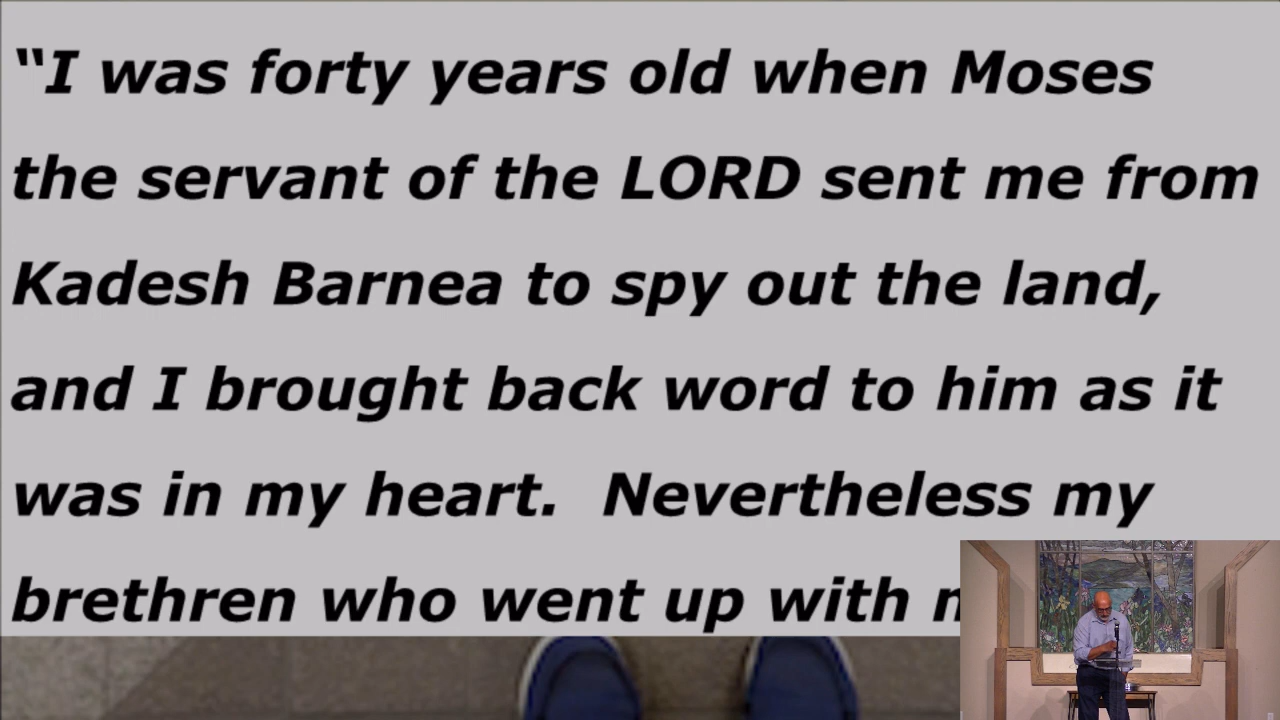 “I was forty years old when Moses
the servant of the LORD sent me from
Kadesh Barnea to spy out the land,
and I brought back word to him as it
was in my heart.  Nevertheless my
brethren who went up with